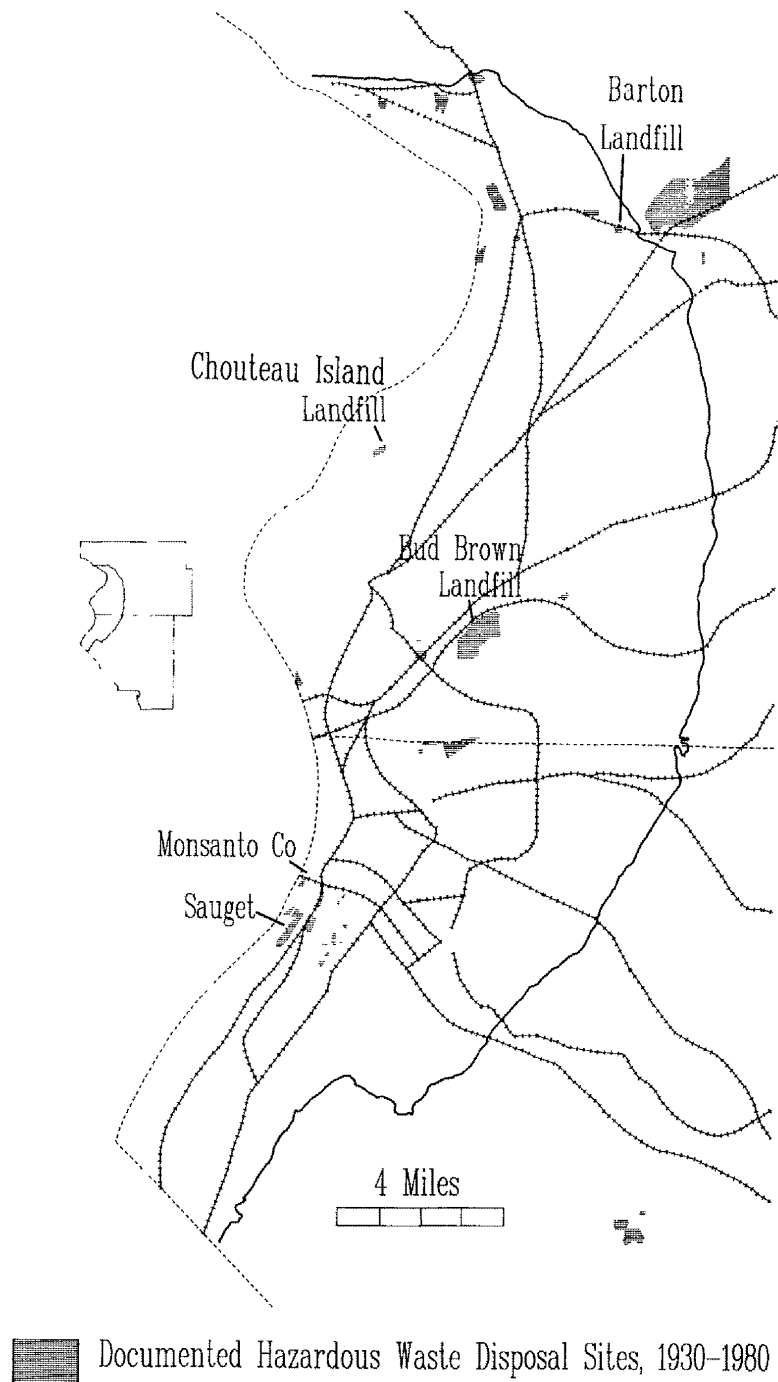 Barton
Landfill
Chouteau Island
Landfill
Bud Brown
Landfill
Monsanto Co
Sauget
4 Miles
Documented Hazardous Waste Disposal Sites, 1930–1980